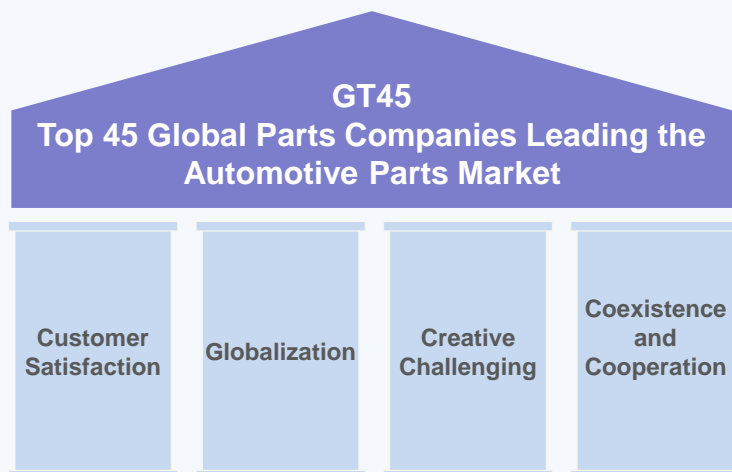 GT45
Top 45 Global Parts Companies Leading the
Automotive Parts Market
Customer
Satisfaction
Globalization
Creative
Challenging
Coexistence
and
Cooperation